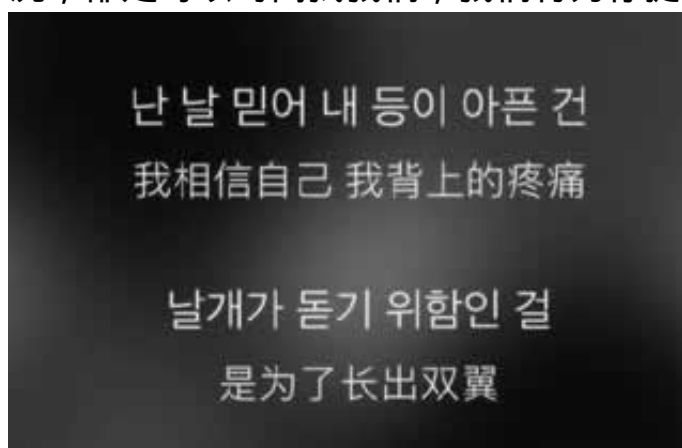 난 날 믿어 내 등이 아픈 건
我相信自己 我背上的疼痛
날개가 돋기 위함인 걸
是为了长出双翼